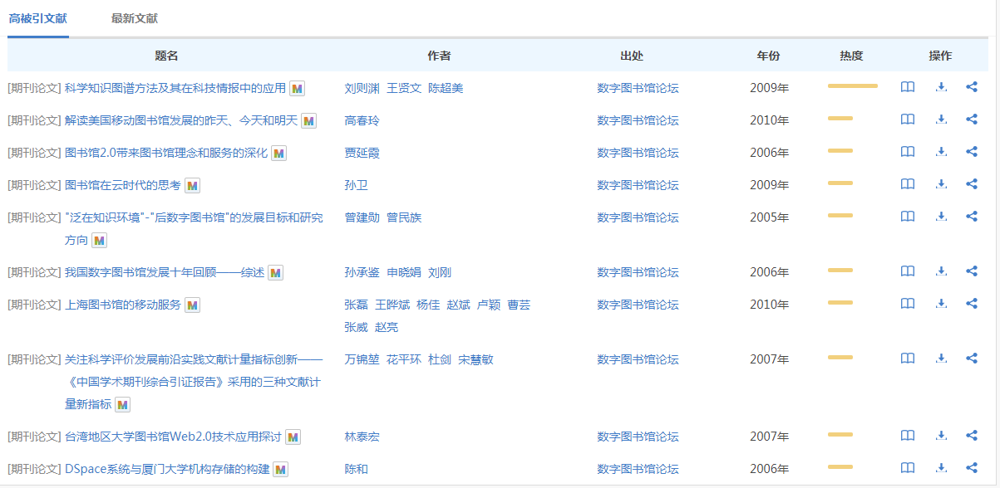 高被引文献 最新文献
题名 作者 出处 年份 热度 操作
[期刊论文] 科学知识图谱方法及其在科技情报中的应用 M 刘则渊 王贤文 陈超美 数字图书馆论坛 2009年
[期刊论文] 解读美国移动图书馆发展的昨天、今天和明天 M 高春玲 数字图书馆论坛 2010年
[期刊论文] 图书馆2.0带来图书馆理念和服务的深化 M 贾延霞 数字图书馆论坛 2006年
[期刊论文] 图书馆在云时代的思考 M 孙卫 数字图书馆论坛 2009年
[期刊论文] "泛在知识环境"-"后数字图书馆"的发展目标和研究 曾建勋 曾民族 数字图书馆论坛 2005年
方向 M
[期刊论文] 我国数字图书馆发展十年回顾——综述 M 孙承鉴 申晓娟 刘刚 数字图书馆论坛 2006年
[期刊论文] 上海图书馆的移动服务 M 张磊 王晔斌 杨佳 赵斌 卢颖 曹芸 数字图书馆论坛 2010年
张威 赵亮
[期刊论文] 关注科学评价发展前沿实践文献计量指标创新—— 万锦堃 花平环 杜剑 宋慧敏 数字图书馆论坛 2007年
《中国学术期刊综合引证报告》采用的三种文献计
量新指标 M
[期刊论文] 台湾地区大学图书馆Web2.0技术应用探讨 M 林泰宏 数字图书馆论坛 2007年
[期刊论文] DSpace系统与厦门大学机构存储的构建 M 陈和 数字图书馆论坛 2006年